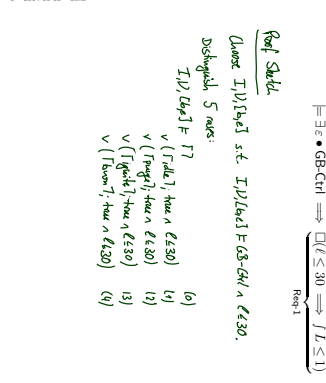 ⊨ ∃ ε • GB-Ctrl ⟹ □(ℓ ≤ 30 ⟹ ∫ L ≤ 1)
Req-1
Proof Sketch
Choose I, V, [b,e] s.t. I, V, [b,e] ⊨ GB-Ctrl ∧ ℓ ≤ 30.
Distinguish 5 cases:
I, V, [b,e] ⊨ ⌈⌉ (0)
∨ (⌈idle⌉; true ∧ ℓ ≤ 30) (1)
∨ (⌈purge⌉; true ∧ ℓ ≤ 30) (2)
∨ (⌈ignite⌉; true ∧ ℓ ≤ 30) (3)
∨ (⌈burn⌉; true ∧ ℓ ≤ 30) (4)